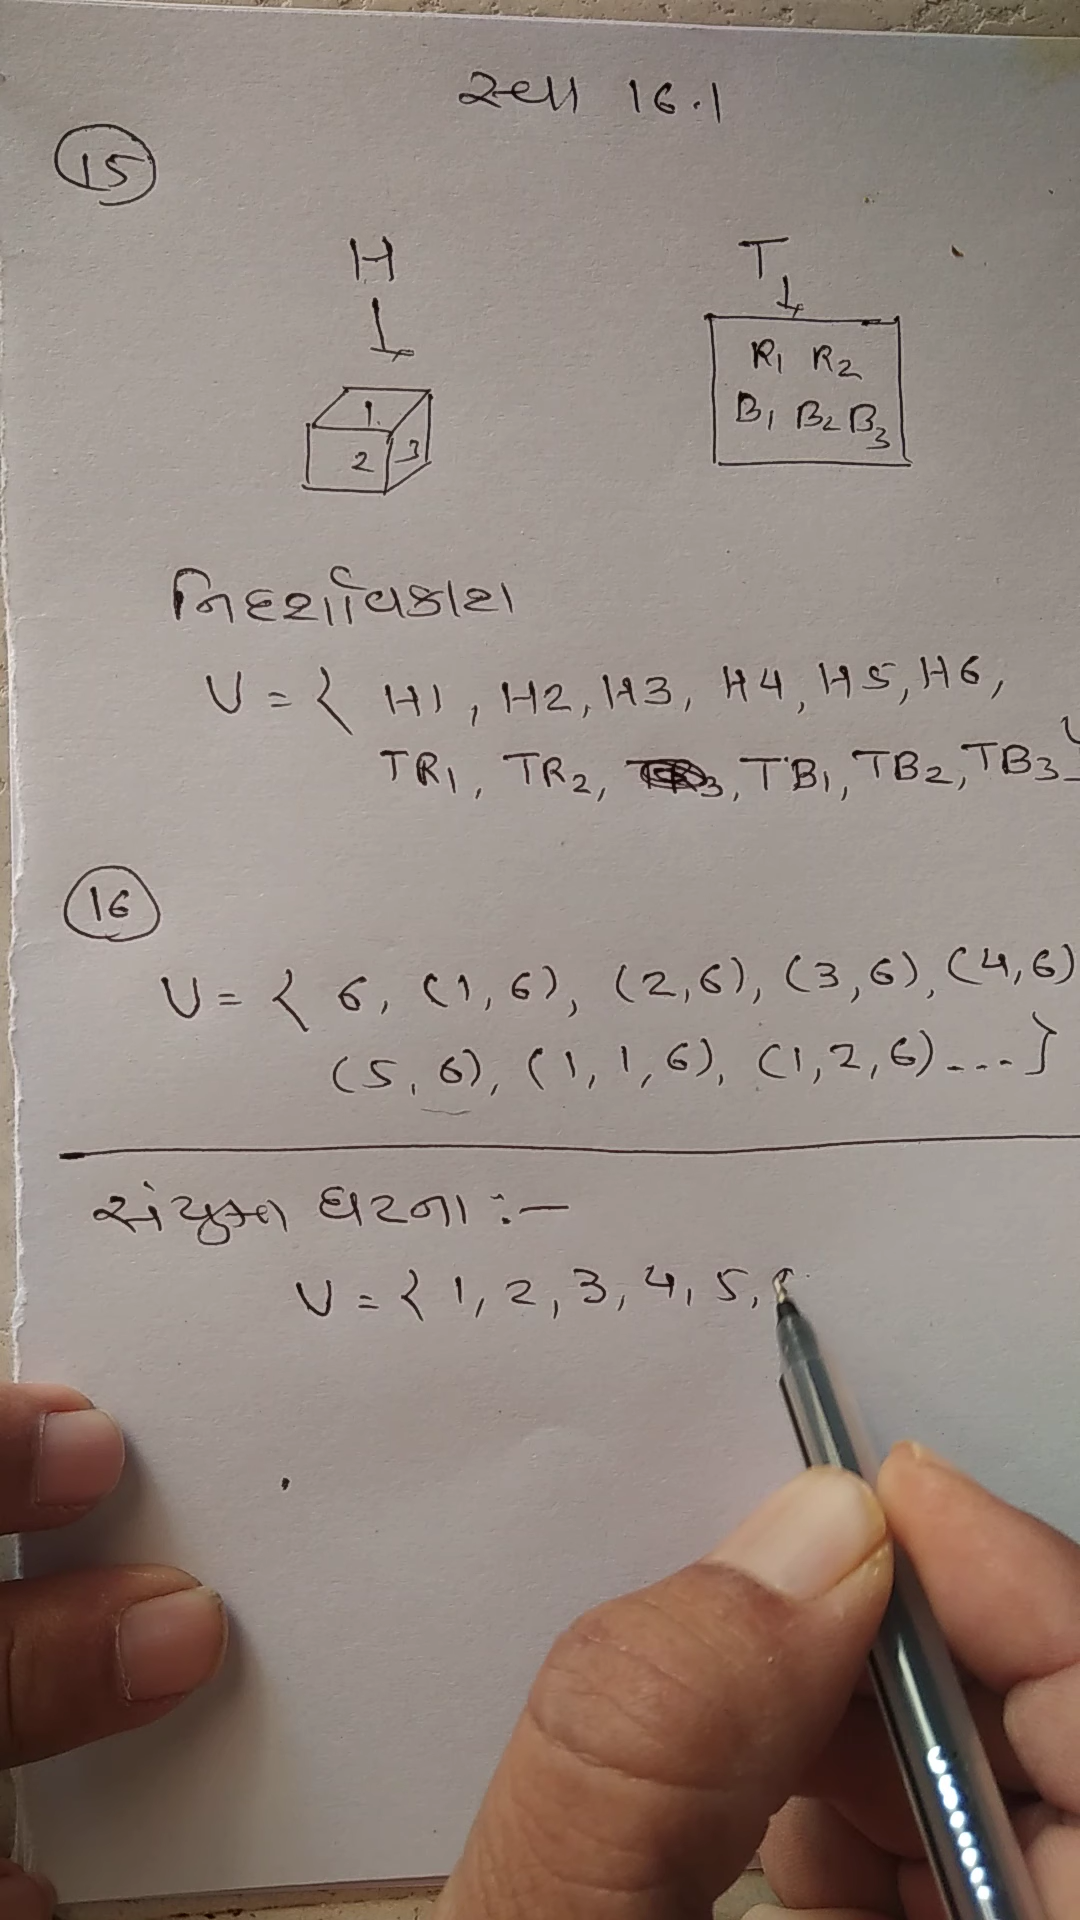 સ્વા 16.1
15
H T
R1 R2
B1 B2 B3
1
2 3
નિદર્શાવકાશ
U = { H1, H2, H3, H4, H5, H6,
TR1, TR2, TB1, TB2, TB3 }
16
U = { 6, (1,6), (2,6), (3,6), (4,6)
(5,6), (1,1,6), (1,2,6) ---- }
સંયુક્ત ઘટના :-
U = { 1, 2, 3, 4, 5,